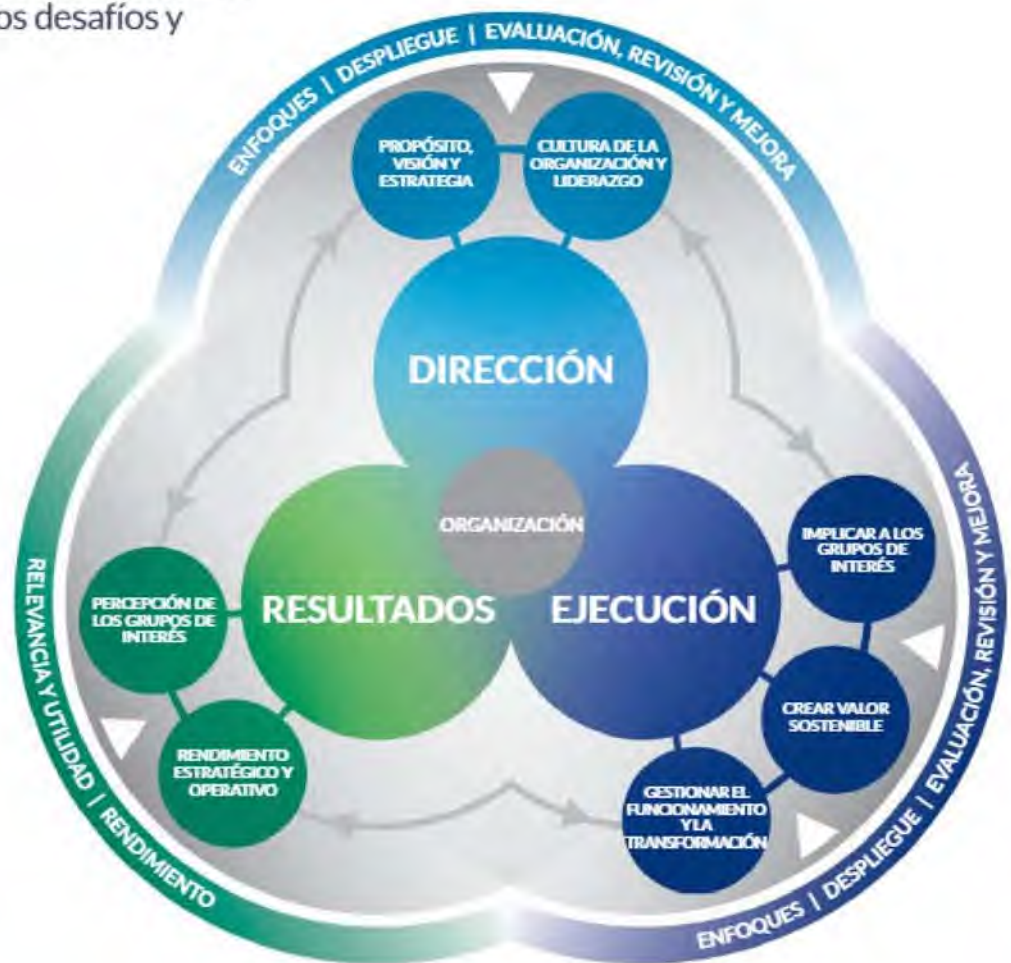 os desafíos y
ENFOQUES | DESPLIEGUE | EVALUACIÓN, REVISIÓN Y MEJORA
PROPÓSITO,
VISIÓN Y
ESTRATEGIA
CULTURA DE LA
ORGANIZACIÓN Y
LIDERAZGO
DIRECCIÓN
ORGANIZACIÓN
RESULTADOS
EJECUCIÓN
IMPLICAR A LOS
GRUPOS DE
INTERÉS
CREAR VALOR
SOSTENIBLE
GESTIONAR EL
FUNCIONAMIENTO
Y LA
TRANSFORMACIÓN
ENFOQUES | DESPLIEGUE | EVALUACIÓN, REVISIÓN Y MEJORA
PERCEPCIÓN DE
LOS GRUPOS DE
INTERÉS
RENDIMIENTO
ESTRATÉGICO Y
OPERATIVO
RELEVANCIA Y UTILIDAD | RENDIMIENTO